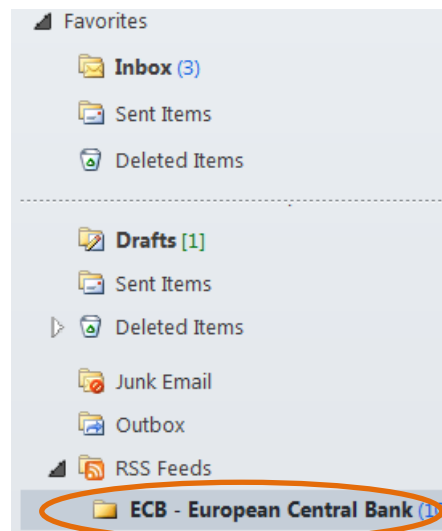 Favorites
Inbox (3)
Sent Items
Deleted Items
Drafts [1]
Sent Items
Deleted Items
Junk Email
Outbox
RSS Feeds
ECB - European Central Bank